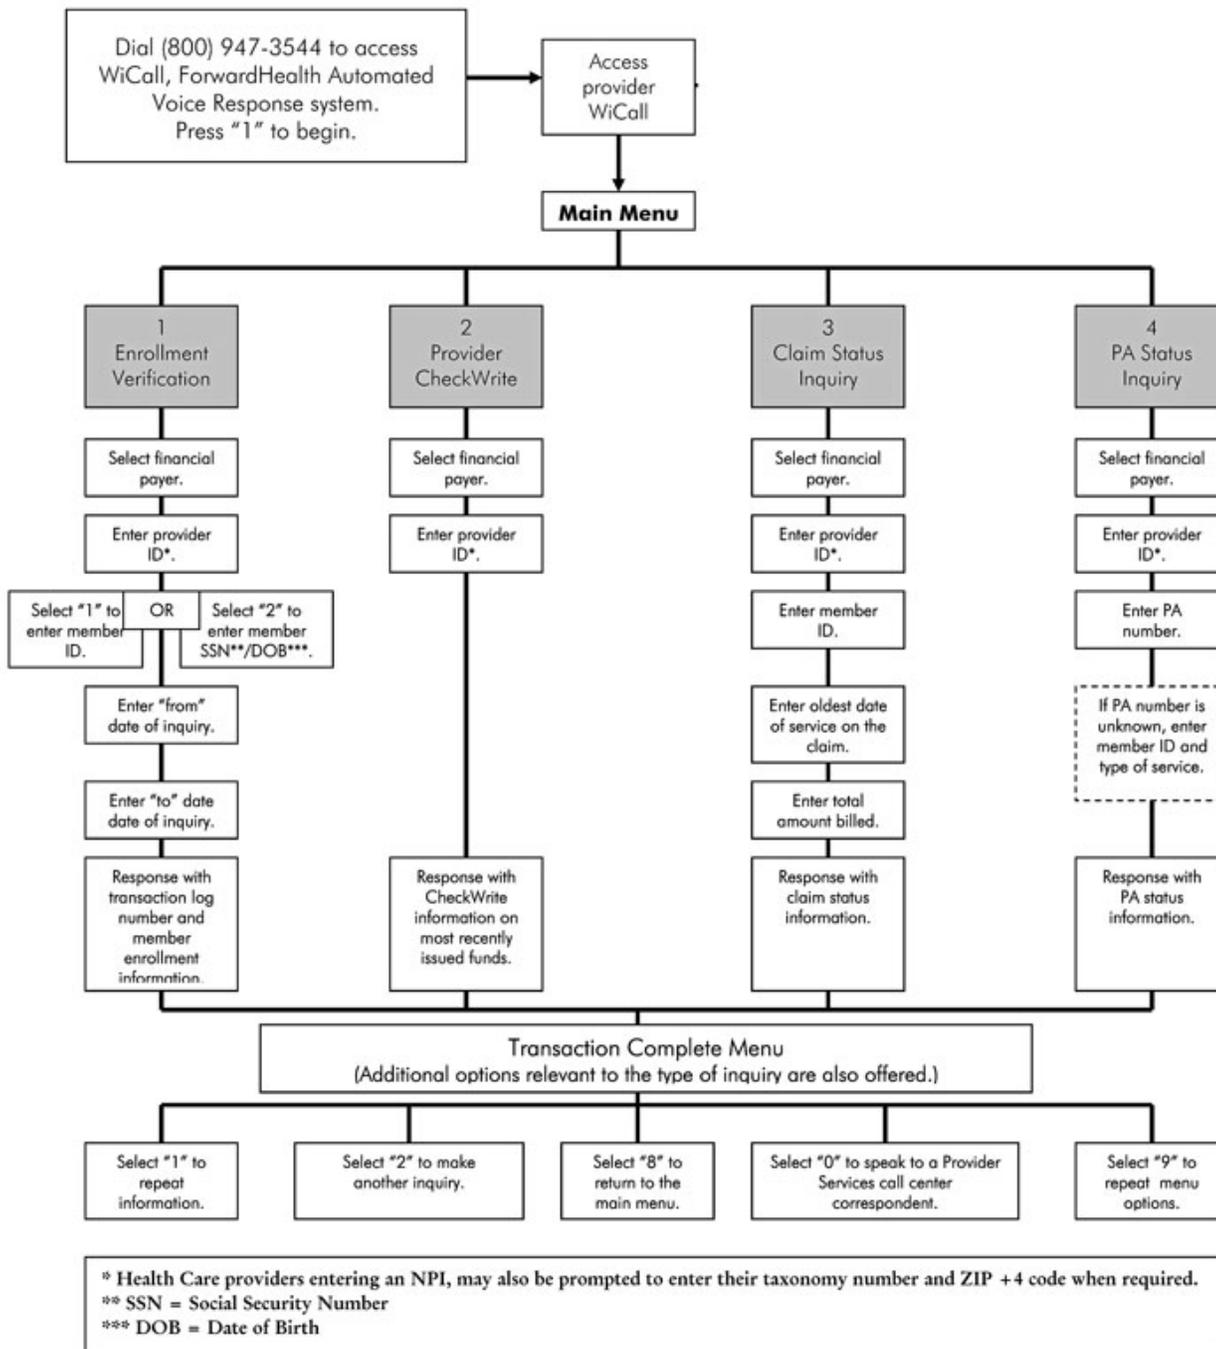 Dial (800) 947-3544 to access
WiCall, ForwardHealth Automated
Voice Response system.
Press “1” to begin.
Access
provider
WiCall
Main Menu
1
Enrollment
Verification
2
Provider
CheckWrite
3
Claim Status
Inquiry
4
PA Status
Inquiry
Select financial
payer.
Select financial
payer.
Select financial
payer.
Select financial
payer.
Enter provider
ID*.
Enter provider
ID*.
Enter provider
ID*.
Enter provider
ID*.
Select “1” to
enter member
ID.
OR
Select “2” to
enter member
SSN**/DOB***.
Enter member
ID.
Enter PA
number.
Enter “from”
date of inquiry.
Enter oldest date
of service on the
claim.
If PA number is
unknown, enter
member ID and
type of service.
Enter “to” date
date of inquiry.
Enter total
amount billed.
Response with
transaction log
number and
member
enrollment
information.
Response with
CheckWrite
information on
most recently
issued funds.
Response with
claim status
information.
Response with
PA status
information.
Transaction Complete Menu
(Additional options relevant to the type of inquiry are also offered.)
Select “1” to
repeat
information.
Select “2” to make
another inquiry.
Select “8” to
return to the
main menu.
Select “0” to speak to a Provider
Services call center
correspondent.
Select “9” to
repeat menu
options.
* Health Care providers entering an NPI, may also be prompted to enter their taxonomy number and ZIP +4 code when required.
** SSN = Social Security Number
*** DOB = Date of Birth